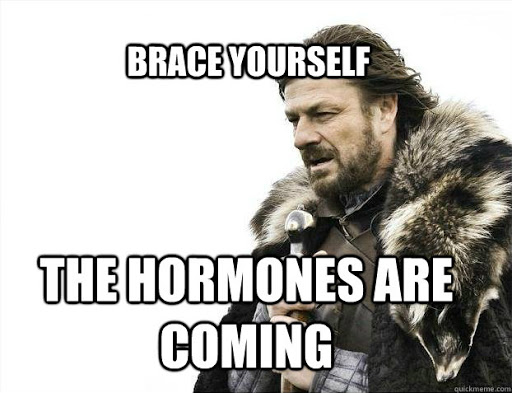 BRACE YOURSELF
THE HORMONES ARE
COMING
quickmeme.com